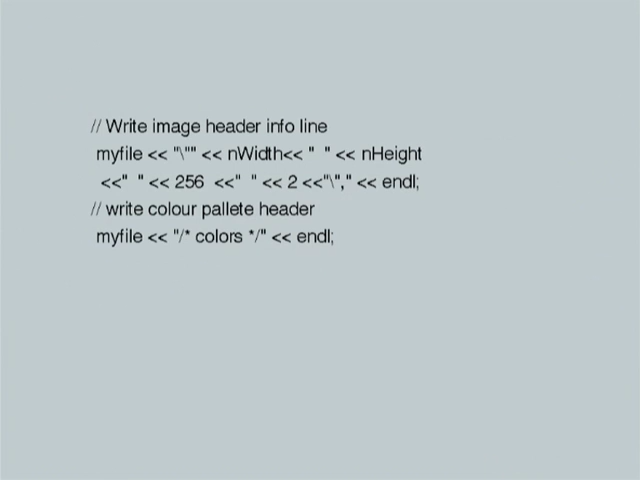 // Write image header info line
myfile << "\"" << nWidth<< "  " << nHeight
<<"  " << 256  <<"  " << 2 <<"\"," << endl;
// write colour pallete header
myfile << "/* colors */" << endl;